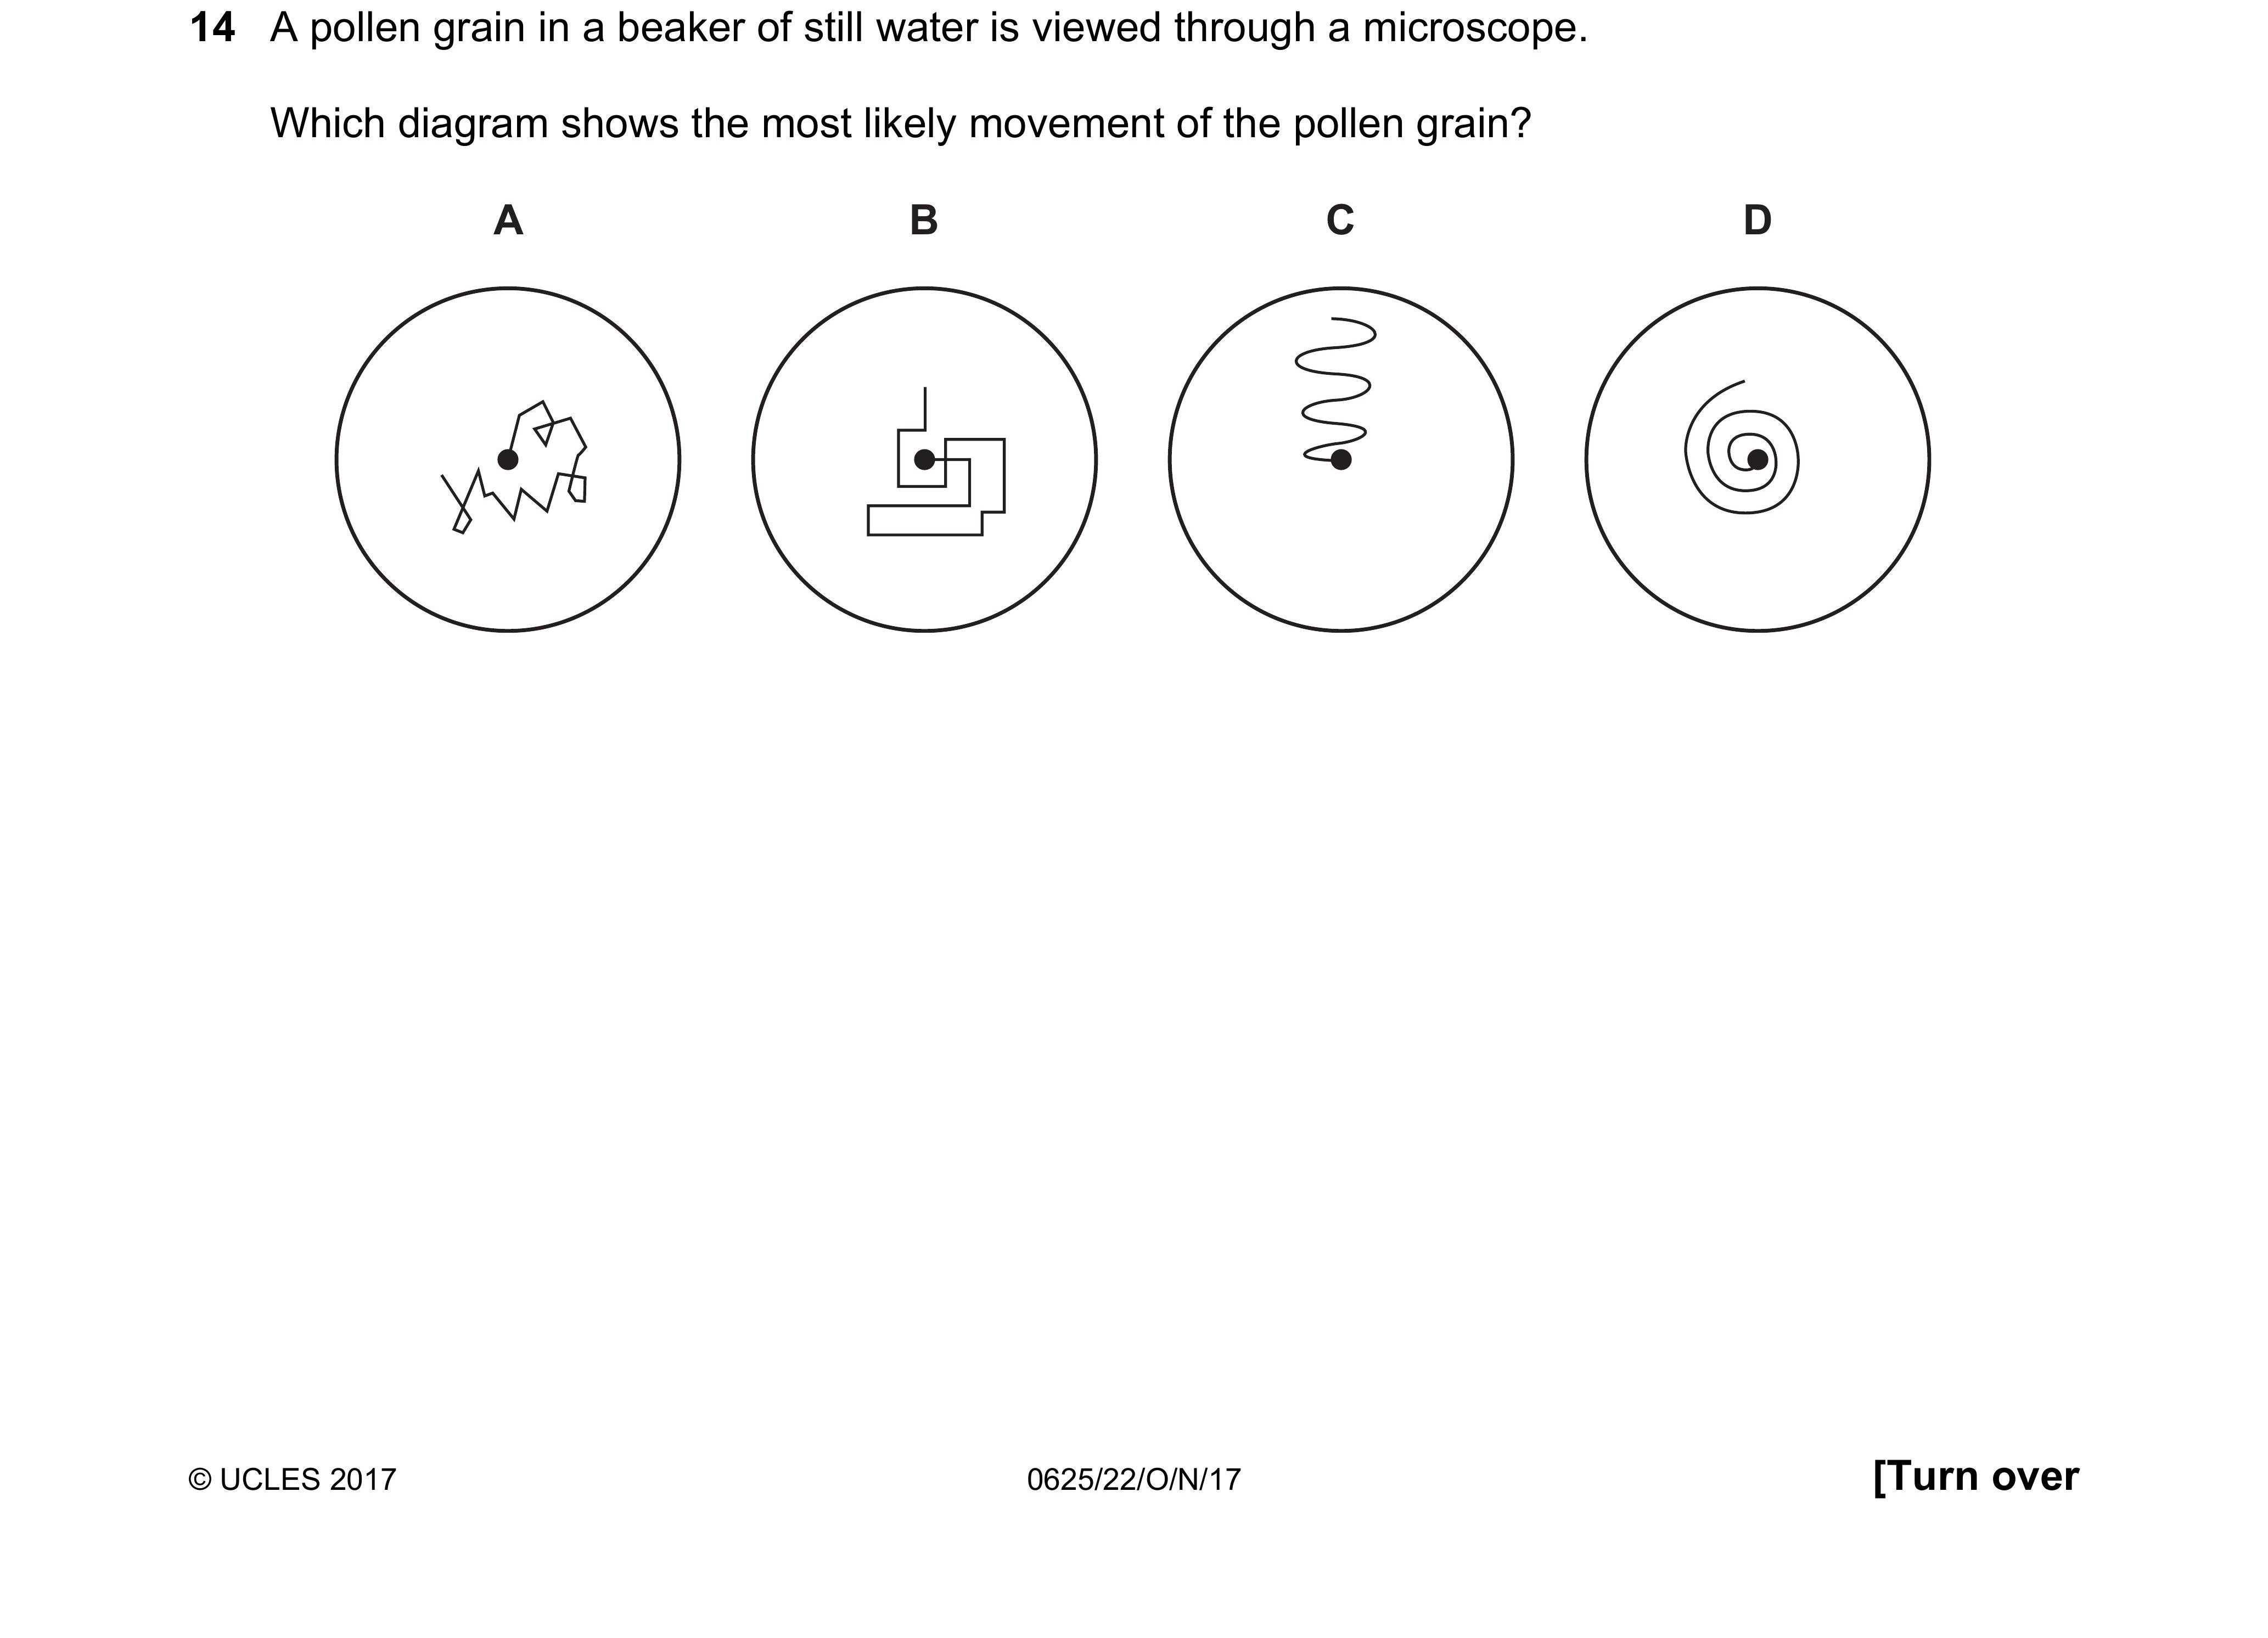 14 A pollen grain in a beaker of still water is viewed through a microscope.
Which diagram shows the most likely movement of the pollen grain?
A B C D
© UCLES 2017 0625/22/O/N/17 [Turn over